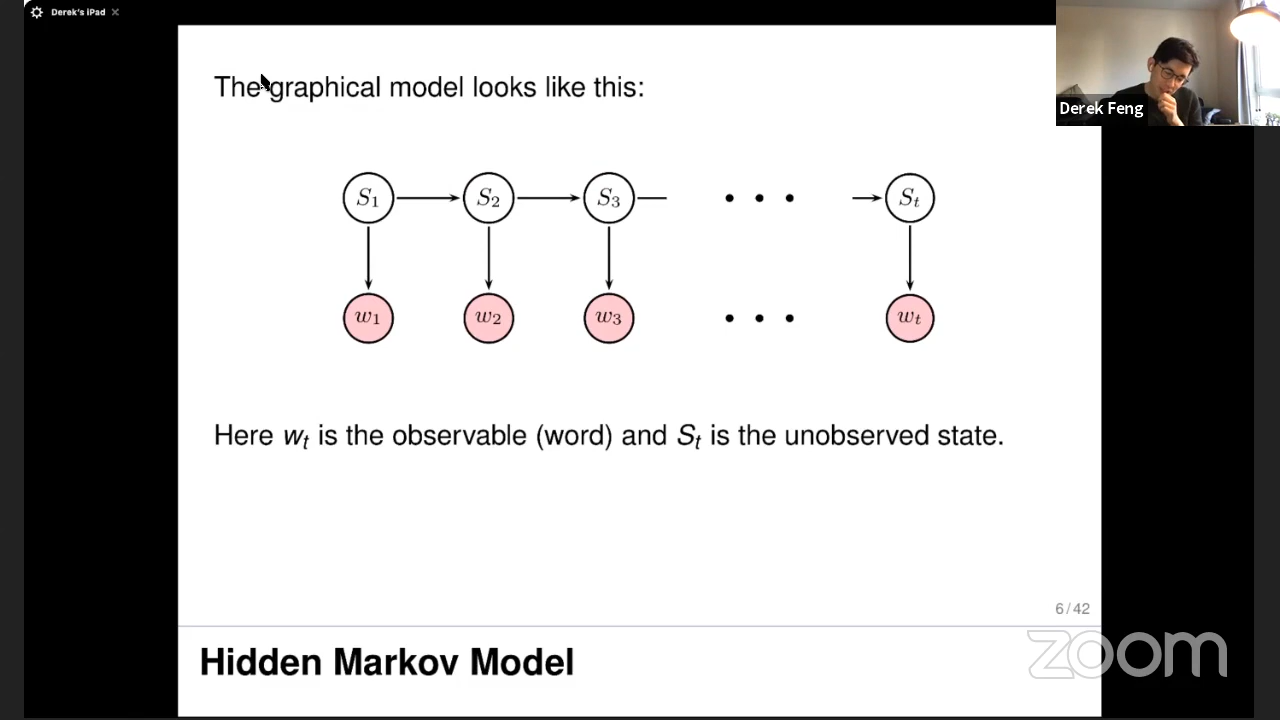 Derek's iPad
Derek Feng
The graphical model looks like this:
S1 S2 S3 • • • St
w1 w2 w3 • • • wt
Here wt is the observable (word) and St is the unobserved state.
6 / 42
Hidden Markov Model
zoom